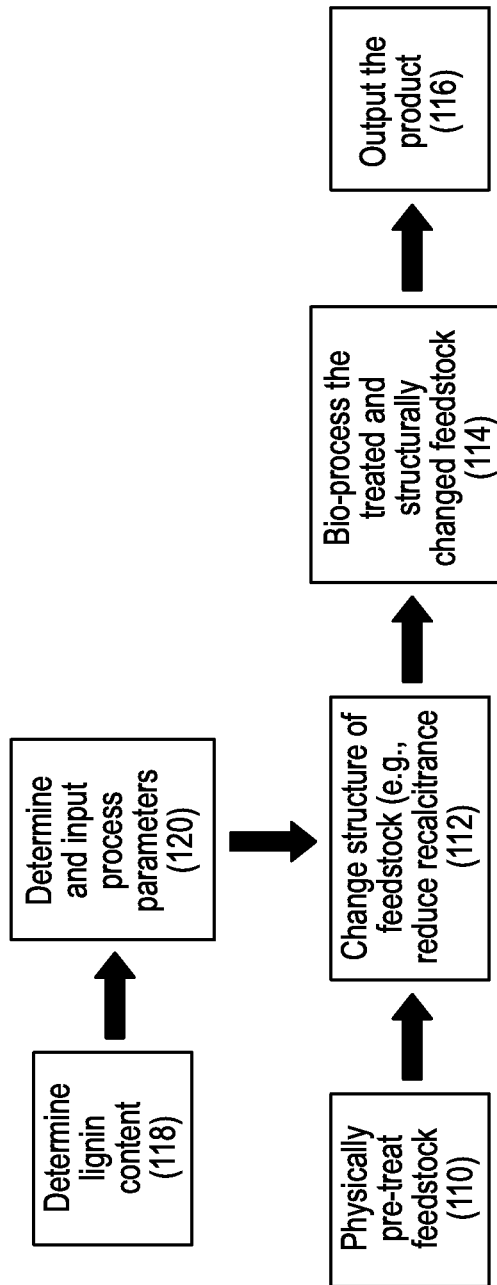 Determine
lignin
content
(118)
Determine
and input
process
parameters
(120)
Physically
pre-treat
feedstock
(110)
Change structure of
feedstock (e.g.,
reduce recalcitrance
(112)
Bio-process the
treated and
structurally
changed feedstock
(114)
Output the
product
(116)